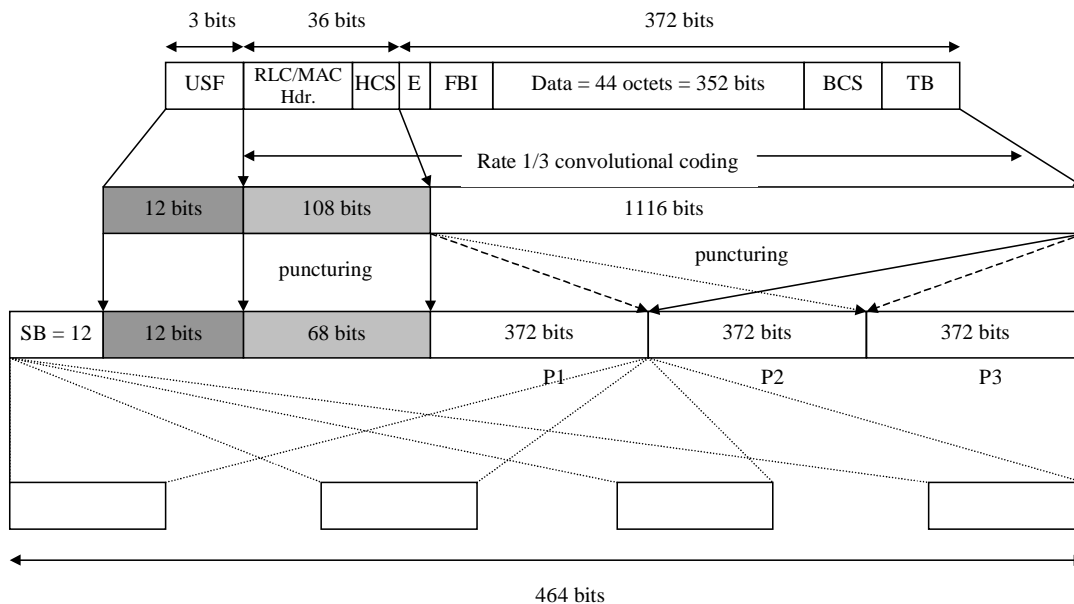 3 bits 36 bits 372 bits
USF RLC/MAC Hdr. HCS E FBI Data = 44 octets = 352 bits BCS TB
Rate 1/3 convolutional coding
12 bits 108 bits 1116 bits
puncturing puncturing
SB = 12 12 bits 68 bits 372 bits 372 bits 372 bits
P1 P2 P3
464 bits